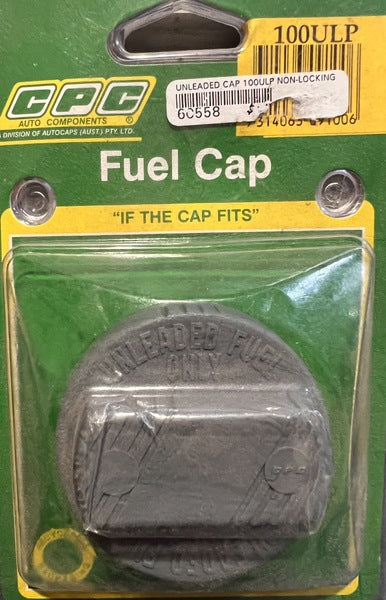 100ULP
UNLEADED CAP 100ULP NON-LOCKING
60558 $
CPC
AUTO COMPONENTS ®
A DIVISION OF AUTOCAPS (AUST.) PTY. LTD.
Fuel Cap
"IF THE CAP FITS"
UNLEADED FUEL
ONLY
CPC